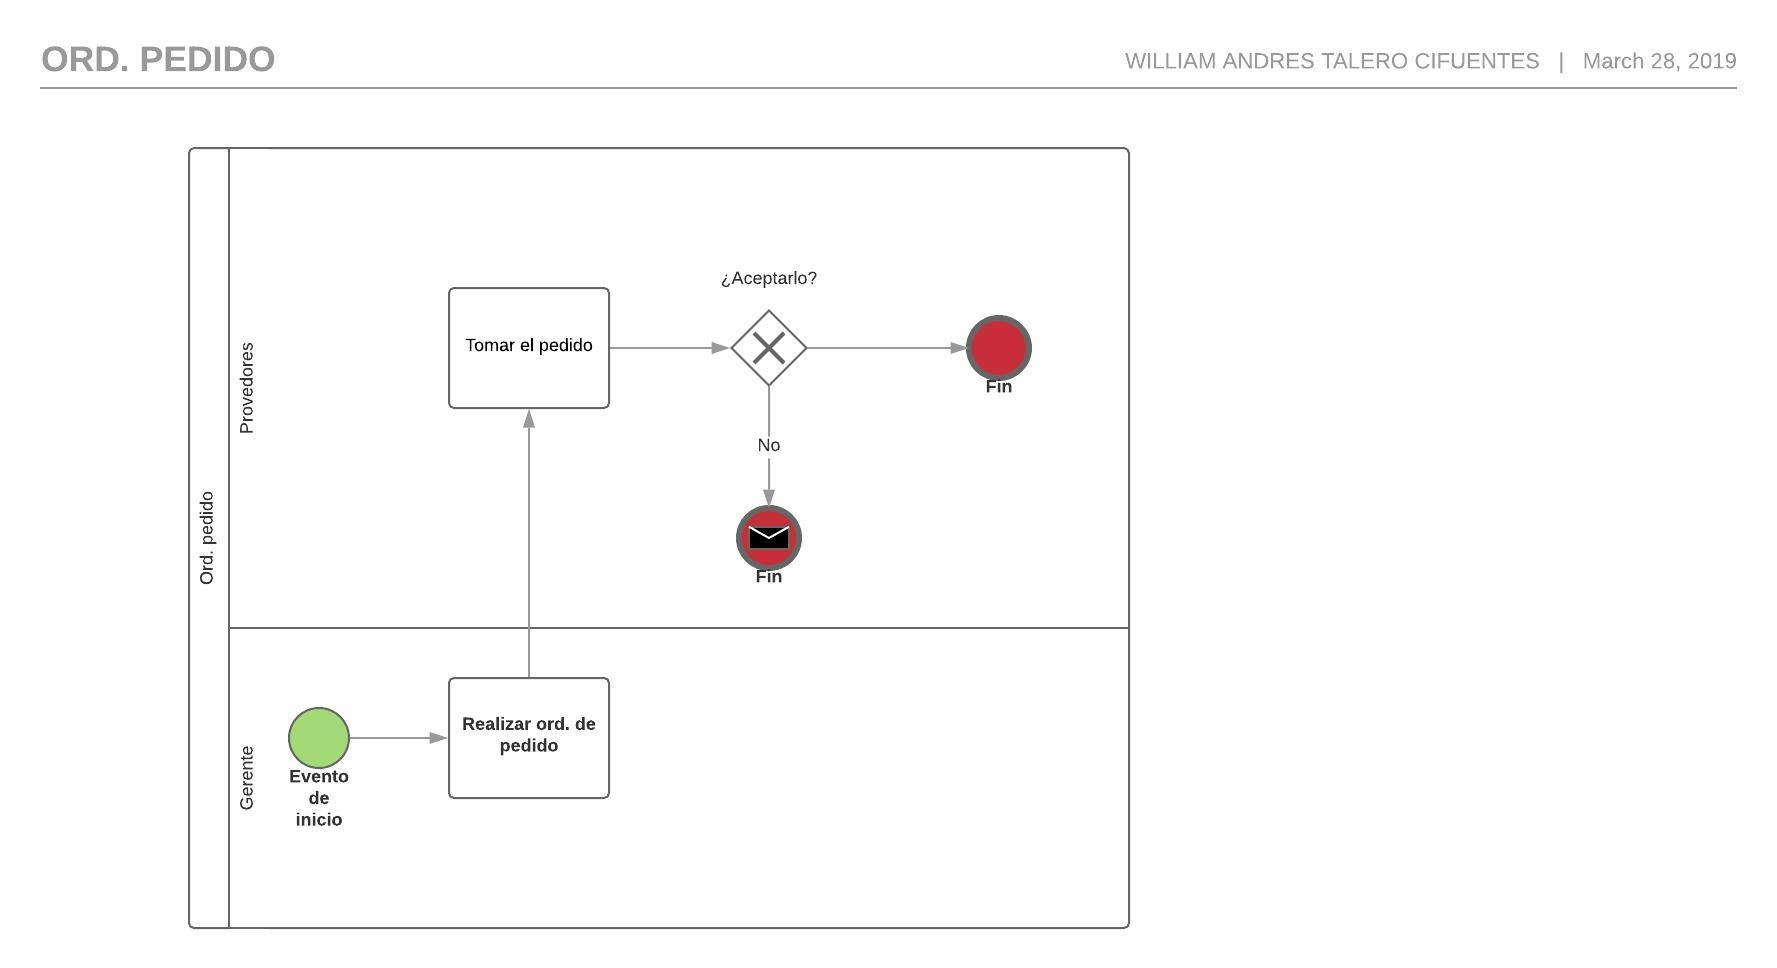 ORD. PEDIDO
WILLIAM ANDRES TALERO CIFUENTES | March 28, 2019
Ord. pedido
Provedores
¿Aceptarlo?
Tomar el pedido
Fin
No
Fin
Gerente
Evento
de
inicio
Realizar ord. de
pedido